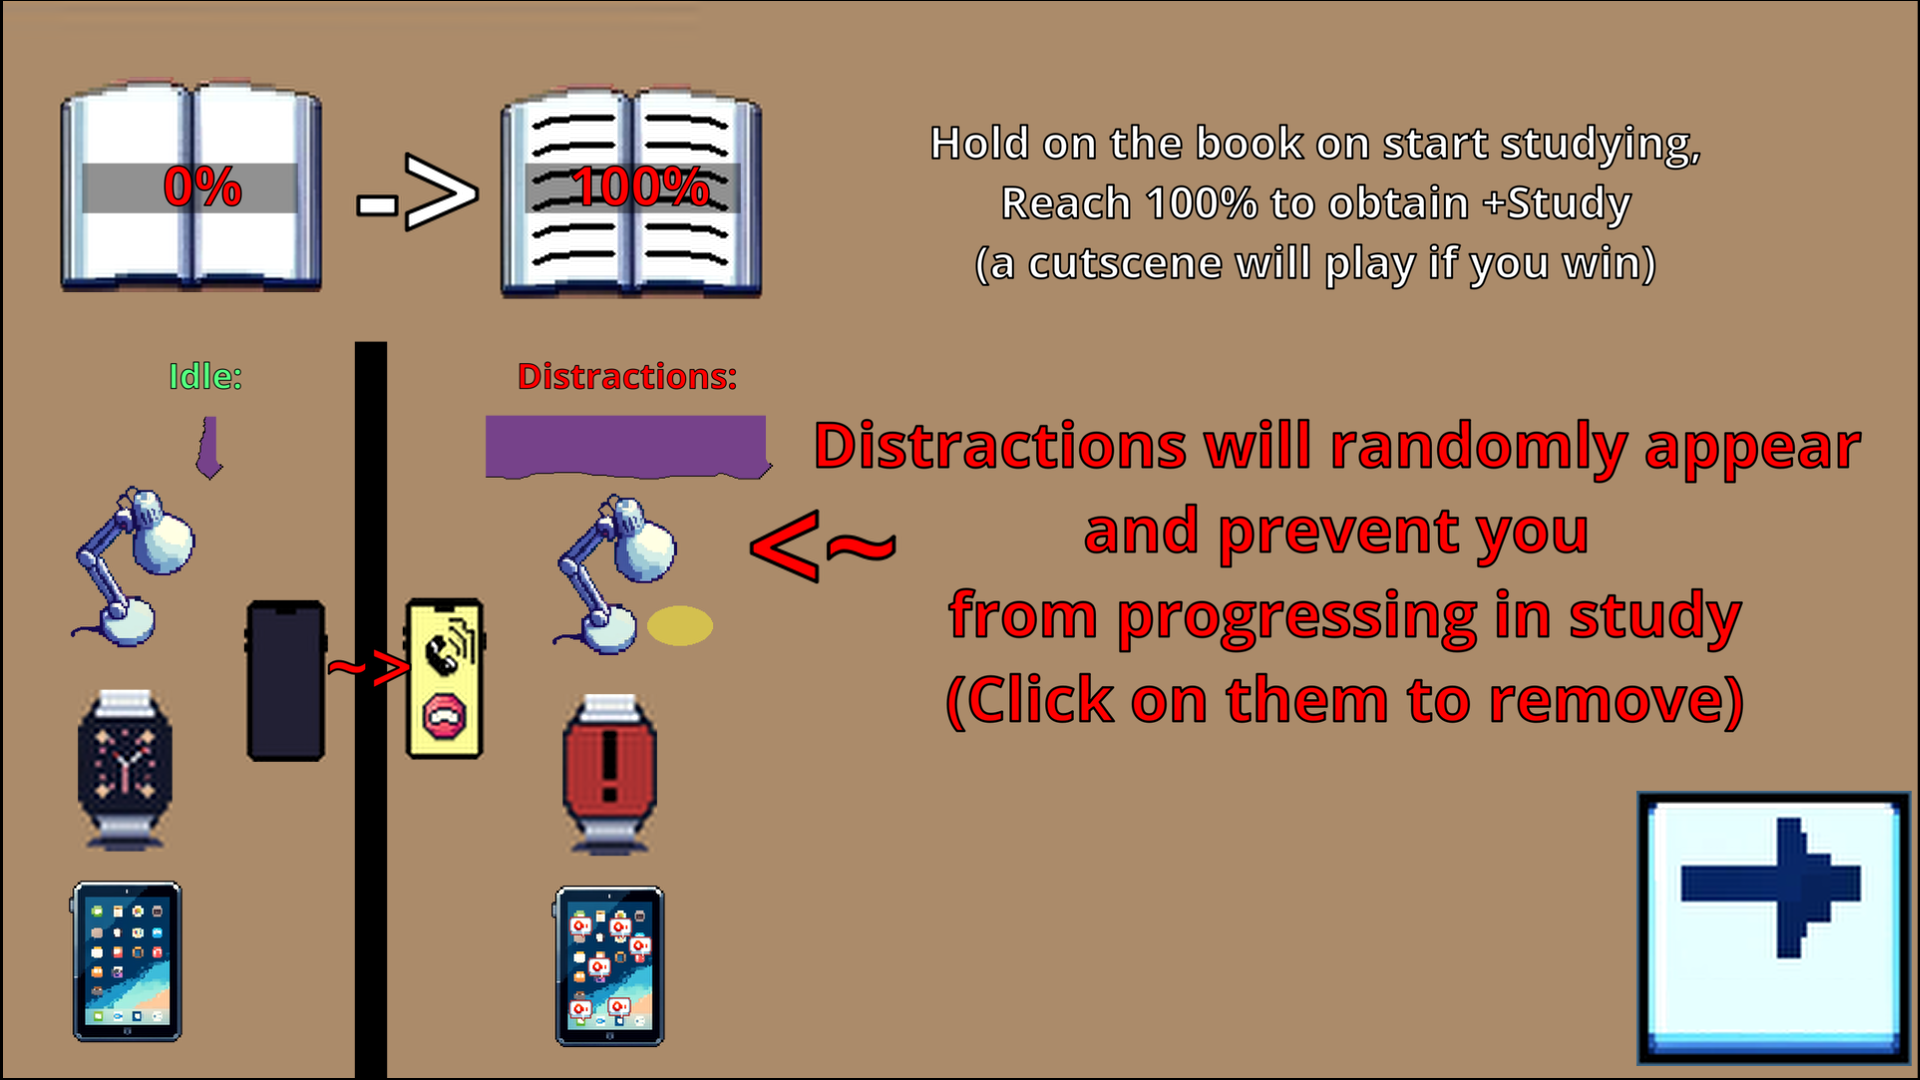 0%
->
100%
Hold on the book on start studying,
Reach 100% to obtain +Study
(a cutscene will play if you win)
Idle:
Distractions:
Distractions will randomly appear
and prevent you
<~
from progressing in study
(Click on them to remove)
~>
!